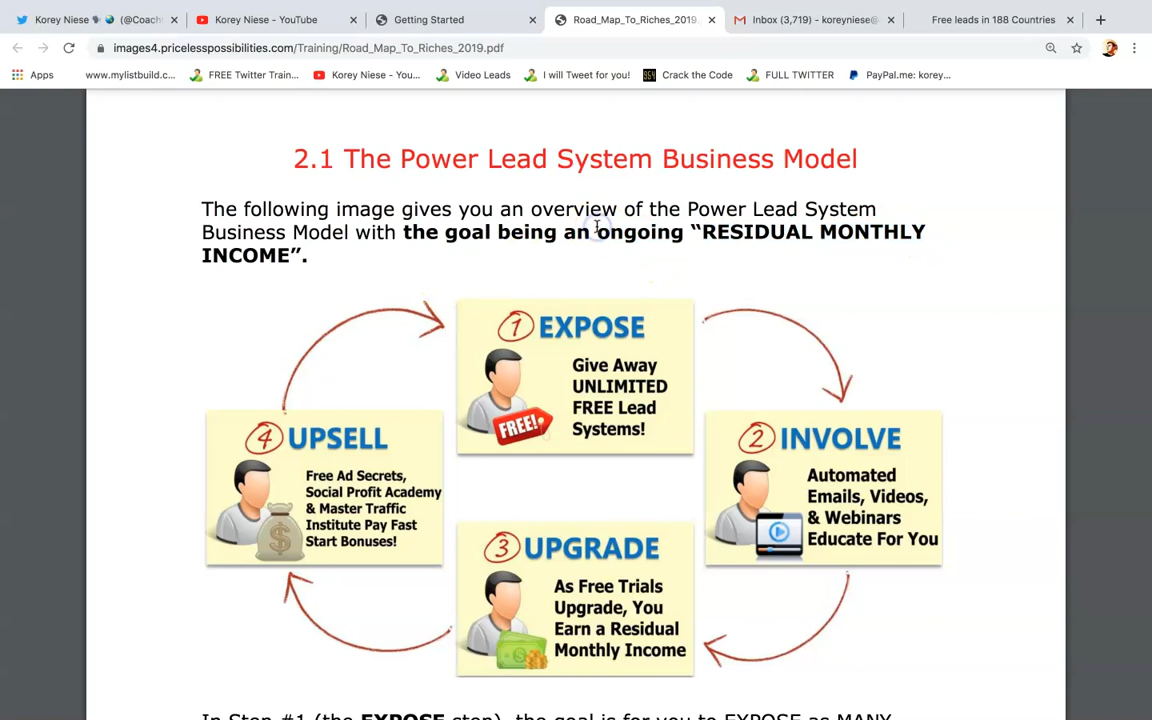 Korey Niese (@Coach
Korey Niese - YouTube
Getting Started
Road_Map_To_Riches_2019.
Inbox (3,719) - koreyniese@
Free leads in 188 Countries
images4.pricelesspossibilities.com/Training/Road_Map_To_Riches_2019.pdf
Apps
www.mylistbuild.c...
FREE Twitter Train...
Korey Niese - You...
Video Leads
I will Tweet for you!
Crack the Code
FULL TWITTER
PayPal.me: korey...
2.1 The Power Lead System Business Model
The following image gives you an overview of the Power Lead System
Business Model with the goal being an ongoing “RESIDUAL MONTHLY
INCOME”.
1 EXPOSE
Give Away
UNLIMITED
FREE Lead
Systems!
FREE!
2 INVOLVE
Automated
Emails, Videos,
& Webinars
Educate For You
3 UPGRADE
As Free Trials
Upgrade, You
Earn a Residual
Monthly Income
4 UPSELL
Free Ad Secrets,
Social Profit Academy
& Master Traffic
Institute Pay Fast
Start Bonuses!
In Step #1 (the EXPOSE step), the goal is for you to EXPOSE as MANY